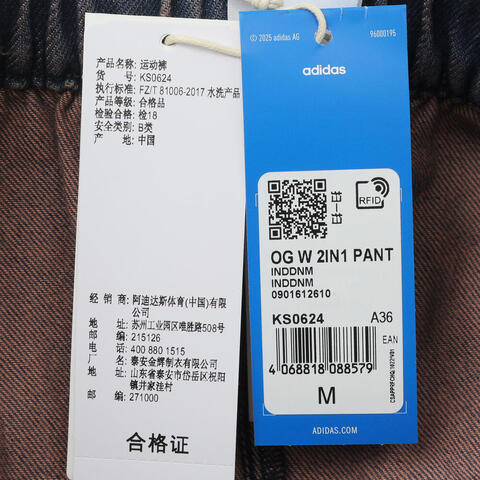 产品名称: 运动裤
货 号: KS0624
执行标准: FZ/T 81006-2017 水洗产品
产品等级: 合格品
检验合格: 检18
安全类别: B类
产 地: 中国
经 销 商: 阿迪达斯体育(中国)有限
公司
地 址: 苏州工业园区唯胜路508号
邮 编: 215126
电 话: 400 880 1515
厂 名: 泰安金辉制衣有限公司
地 址: 山东省泰安市岱岳区祝阳
镇井家洼村
邮 编: 271000
合格证
© 2025 adidas AG
96000195
adidas
RFID
OG W 2IN1 PANT
INDDNM
INDDNM
0901612610
KS0624 A36
EAN
4 068818 088579
M
ADIDAS.COM